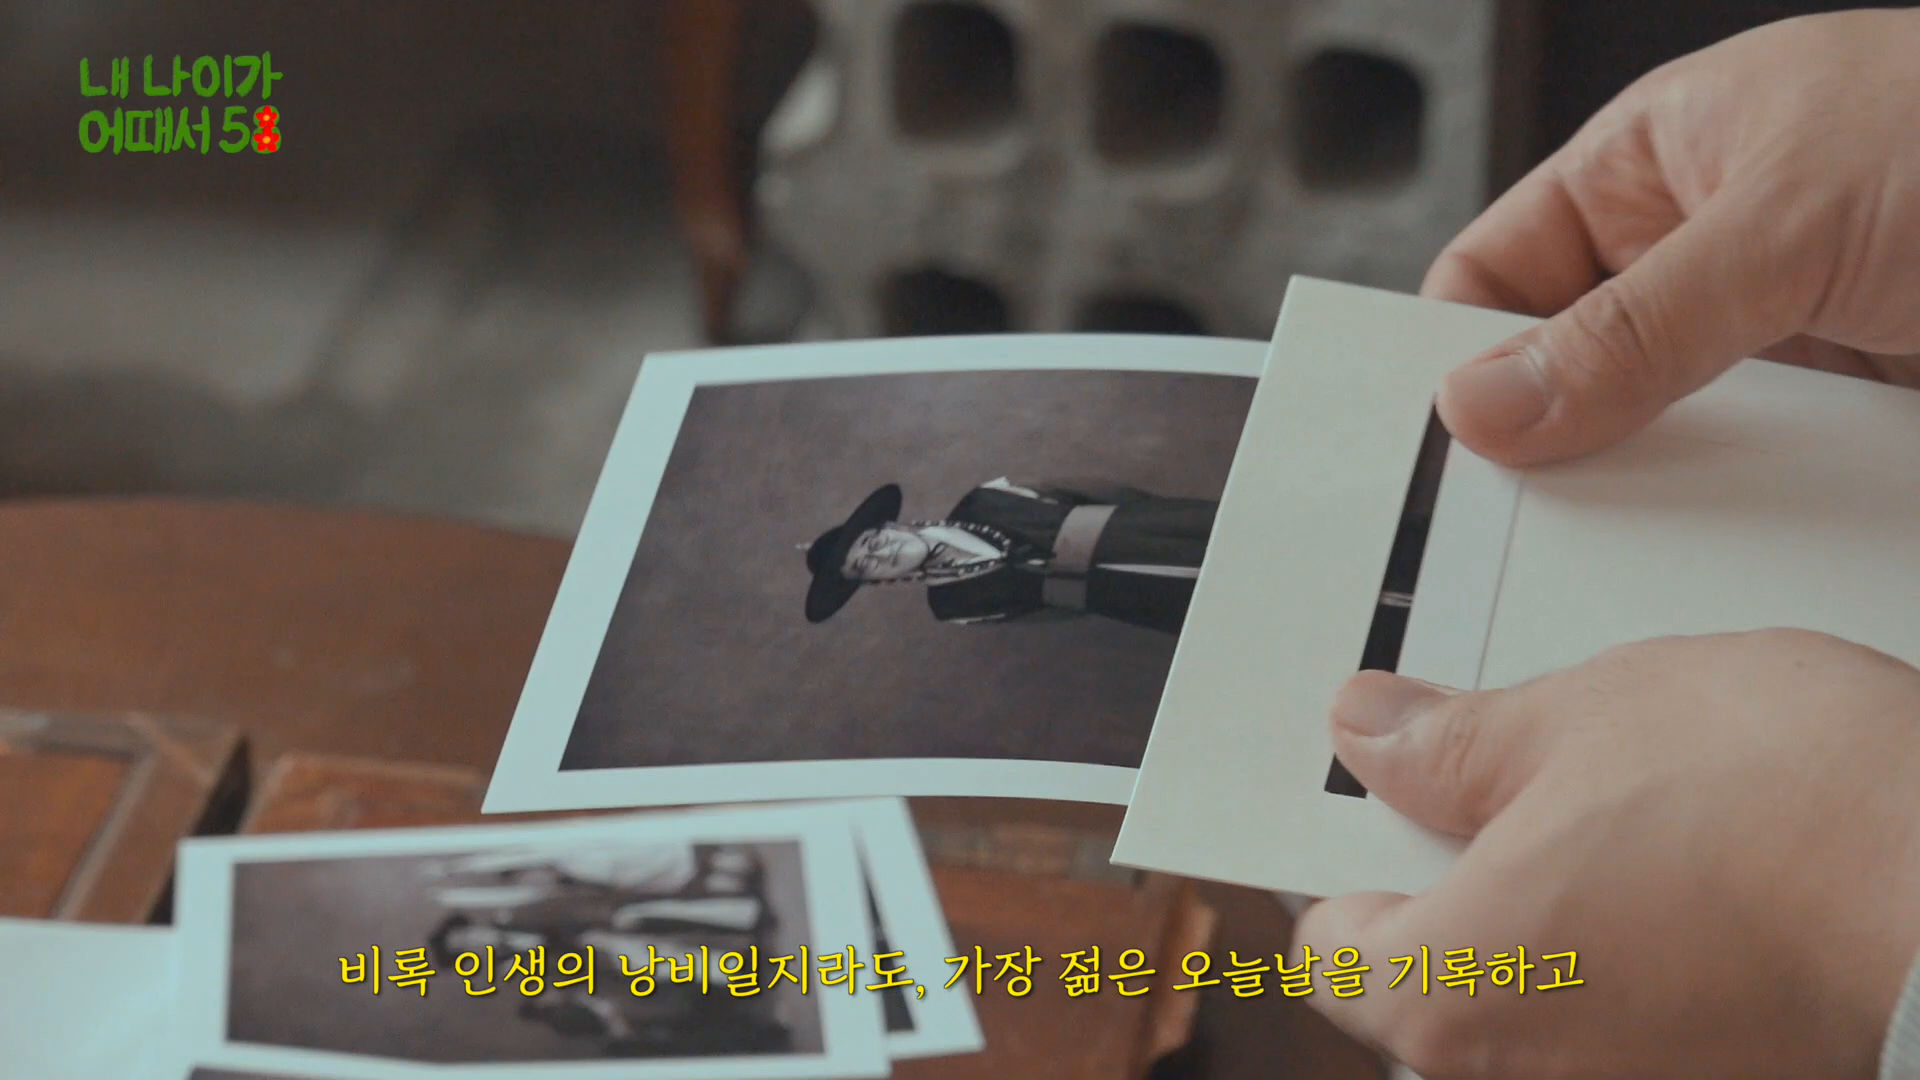 내 나이가
어때서 58
비록 인생의 낭비일지라도, 가장 젊은 오늘날을 기록하고